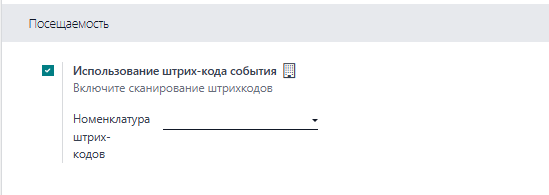 Посещаемость
Использование штрих-кода события
Включите сканирование штрихкодов
Номенклатура
штрих-
кодов